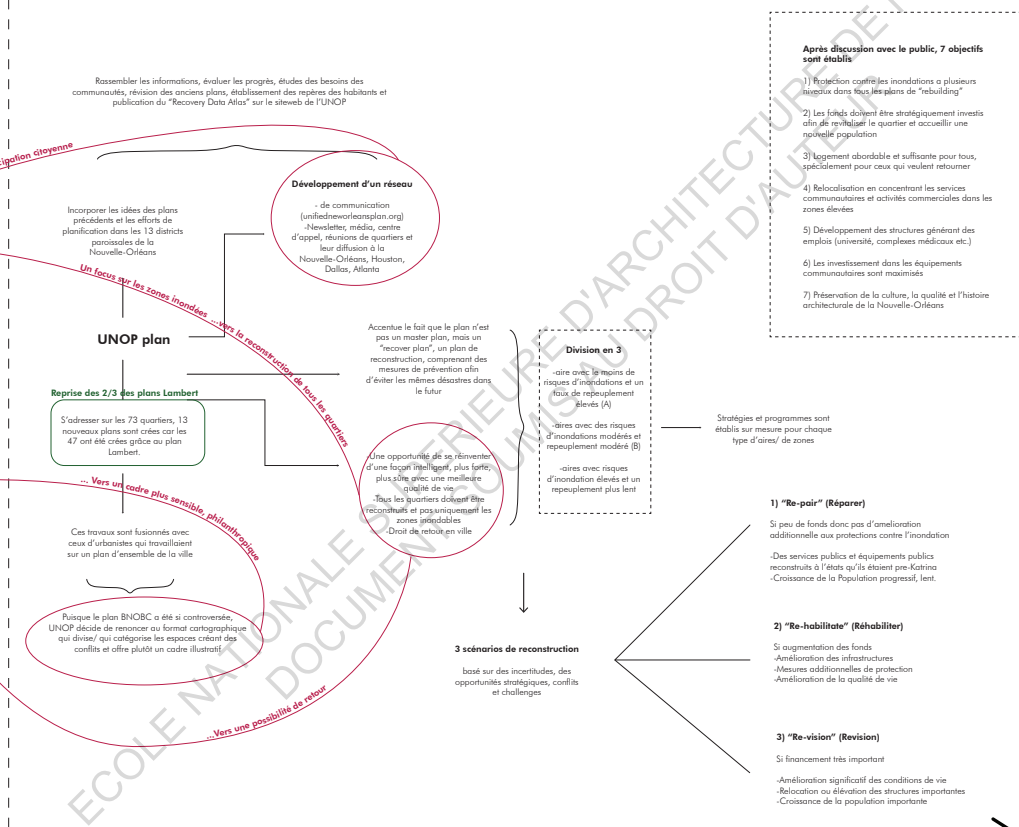 Rassembler les informations, évaluer les progrès, études des besoins des
communautés, révision des anciens plans, établissement des repères des habitants et
publication du "Recovery Data Atlas" sur le siteweb de l'UNOP
citoyenne
Développement d'un réseau
- de communication
(unifiedneworleansplan.org)
-Newsletter, média, centre
d'appel, réunions de quartiers et
leur diffusion à la
Nouvelle-Orléans, Houston,
Dallas, Atlanta
Incorporer les idées des plans
précédents et les efforts de
planification dans les 13 districts
paroissales de la
Nouvelle-Orléans
Un focus sur les zones inondées ...vers la reconstruction de tous les quartiers
UNOP plan
Reprise des 2/3 des plans Lambert
S'adresser sur les 73 quartiers, 13
nouveaux plans sont crées car les
47 ont été crées grâce au plan
Lambert.
... Vers un cadre plus sensible, philanthropique
Ces travaux sont fusionnés avec
ceux d'urbanistes qui travaillaient
sur un plan d'ensemble de la ville
Puisque le plan BNOBC a été si controversée,
UNOP décide de renoncer au format cartographique
qui divise/ qui catégorise les espaces créant des
conflits et offre plutôt un cadre illustratif
...Vers une possibilité de retour
Accentue le fait que le plan n'est
pas un master plan, mais un
"recover plan", un plan de
reconstruction, comprenant des
mesures de prévention afin
d'éviter les mêmes désastres dans
le futur
-Une opportunité de se réinventer
d'une façon intelligent, plus forte,
plus sûre avec une meilleure
qualité de vie
-Tous les quartiers doivent être
reconstruits et pas uniquement les
zones inondables
-Droit de retour en ville
Division en 3
-aire avec le moins de
risques d'inondations et un
taux de repeuplement
élevés (A)
-aires avec des risques
d'inondations modérés et
repeuplement modéré (B)
-aires avec risques
d'inondation élevés et un
repeuplement plus lent
Stratégies et programmes sont
établis sur mesure pour chaque
type d'aires/ de zones
3 scénarios de reconstruction
basé sur des incertitudes, des
opportunités stratégiques, conflits
et challenges
Après discussion avec le public, 7 objectifs
sont établis
1) Protection contre les inondations a plusieurs
niveaux dans tous les plans de "rebuilding"
2) Les fonds doivent être stratégiquement investis
afin de revitaliser le quartier et accueillir une
nouvelle population
3) Logement abordable et suffisante pour tous,
spécialement pour ceux qui veulent retourner
4) Relocalisation en concentrant les services
communautaires et activités commerciales dans les
zones élevées
5) Développement des structures générant des
emplois (université, complexes médicaux etc.)
6) Les investissement dans les équipements
communautaires sont maximisés
7) Préservation de la culture, la qualité et l'histoire
architecturale de la Nouvelle-Orléans
1) "Re-pair" (Réparer)
Si peu de fonds donc pas d'amelioration
additionnelle aux protections contre l'inondation
-Des services publics et équipements publics
reconstruits à l'états qu'ils étaient pre-Katrina
-Croissance de la Population progressif, lent.
2) "Re-habilitate" (Réhabiliter)
Si augmentation des fonds
-Amélioration des infrastructures
-Mesures additionnelles de protection
-Amélioration de la qualité de vie
3) "Re-vision" (Revision)
Si financement très important
-Amélioration significatif des conditions de vie
-Relocation ou élévation des structures importantes
-Croissance de la population importante
ECOLE NATIONALE SUPERIEURE D'ARCHITECTURE DE
DOCUMENT SOUMIS AU DROIT D'AUTEUR